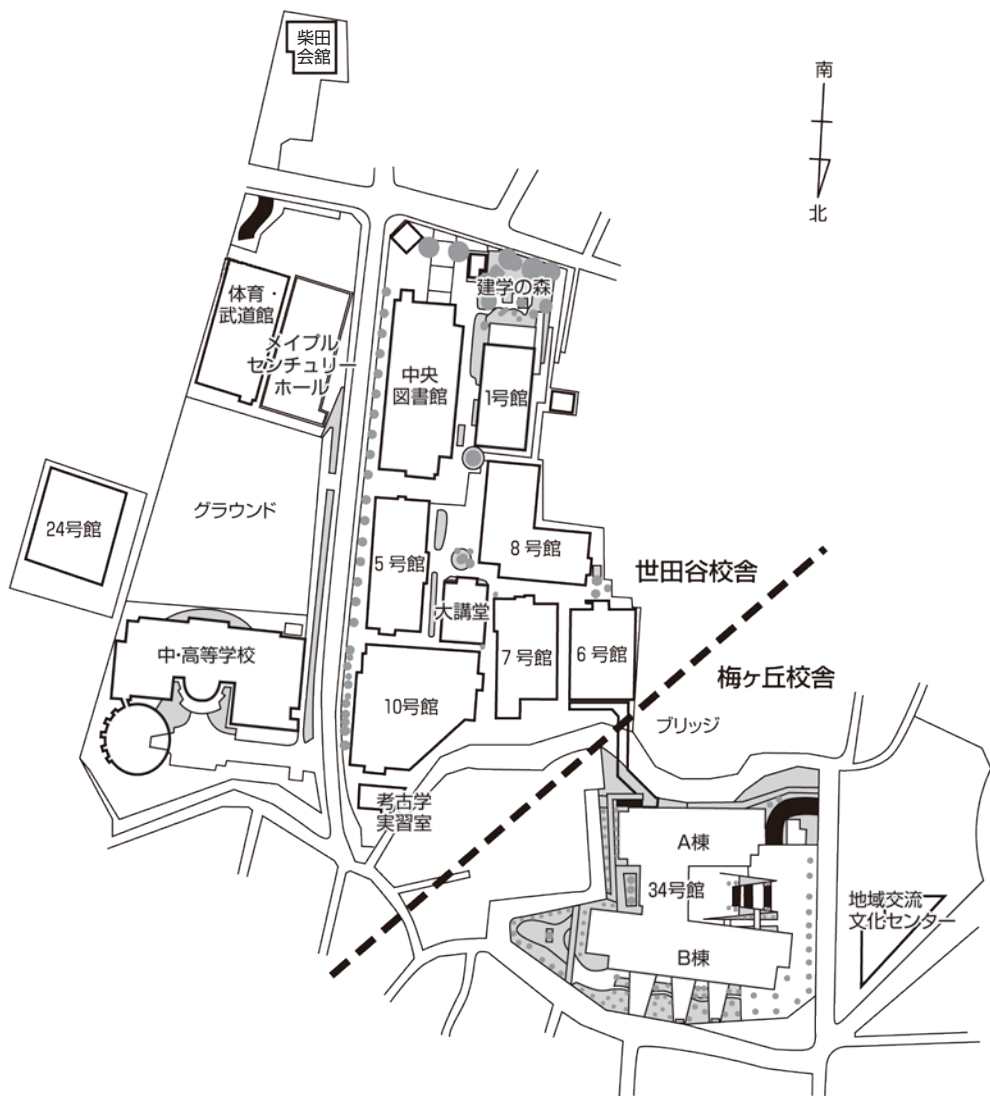 柴田
会舘
南
北
体育・
武道館
メイプル
センチュリー
ホール
建学の森
中央
図書館
1号館
グラウンド
24号館
5 号館
8 号館
大講堂
世田谷校舎
中・高等学校
7 号館
6 号館
梅ヶ丘校舎
10号館
ブリッジ
考古学
実習室
A棟
34号館
地域交流
文化センター
B棟